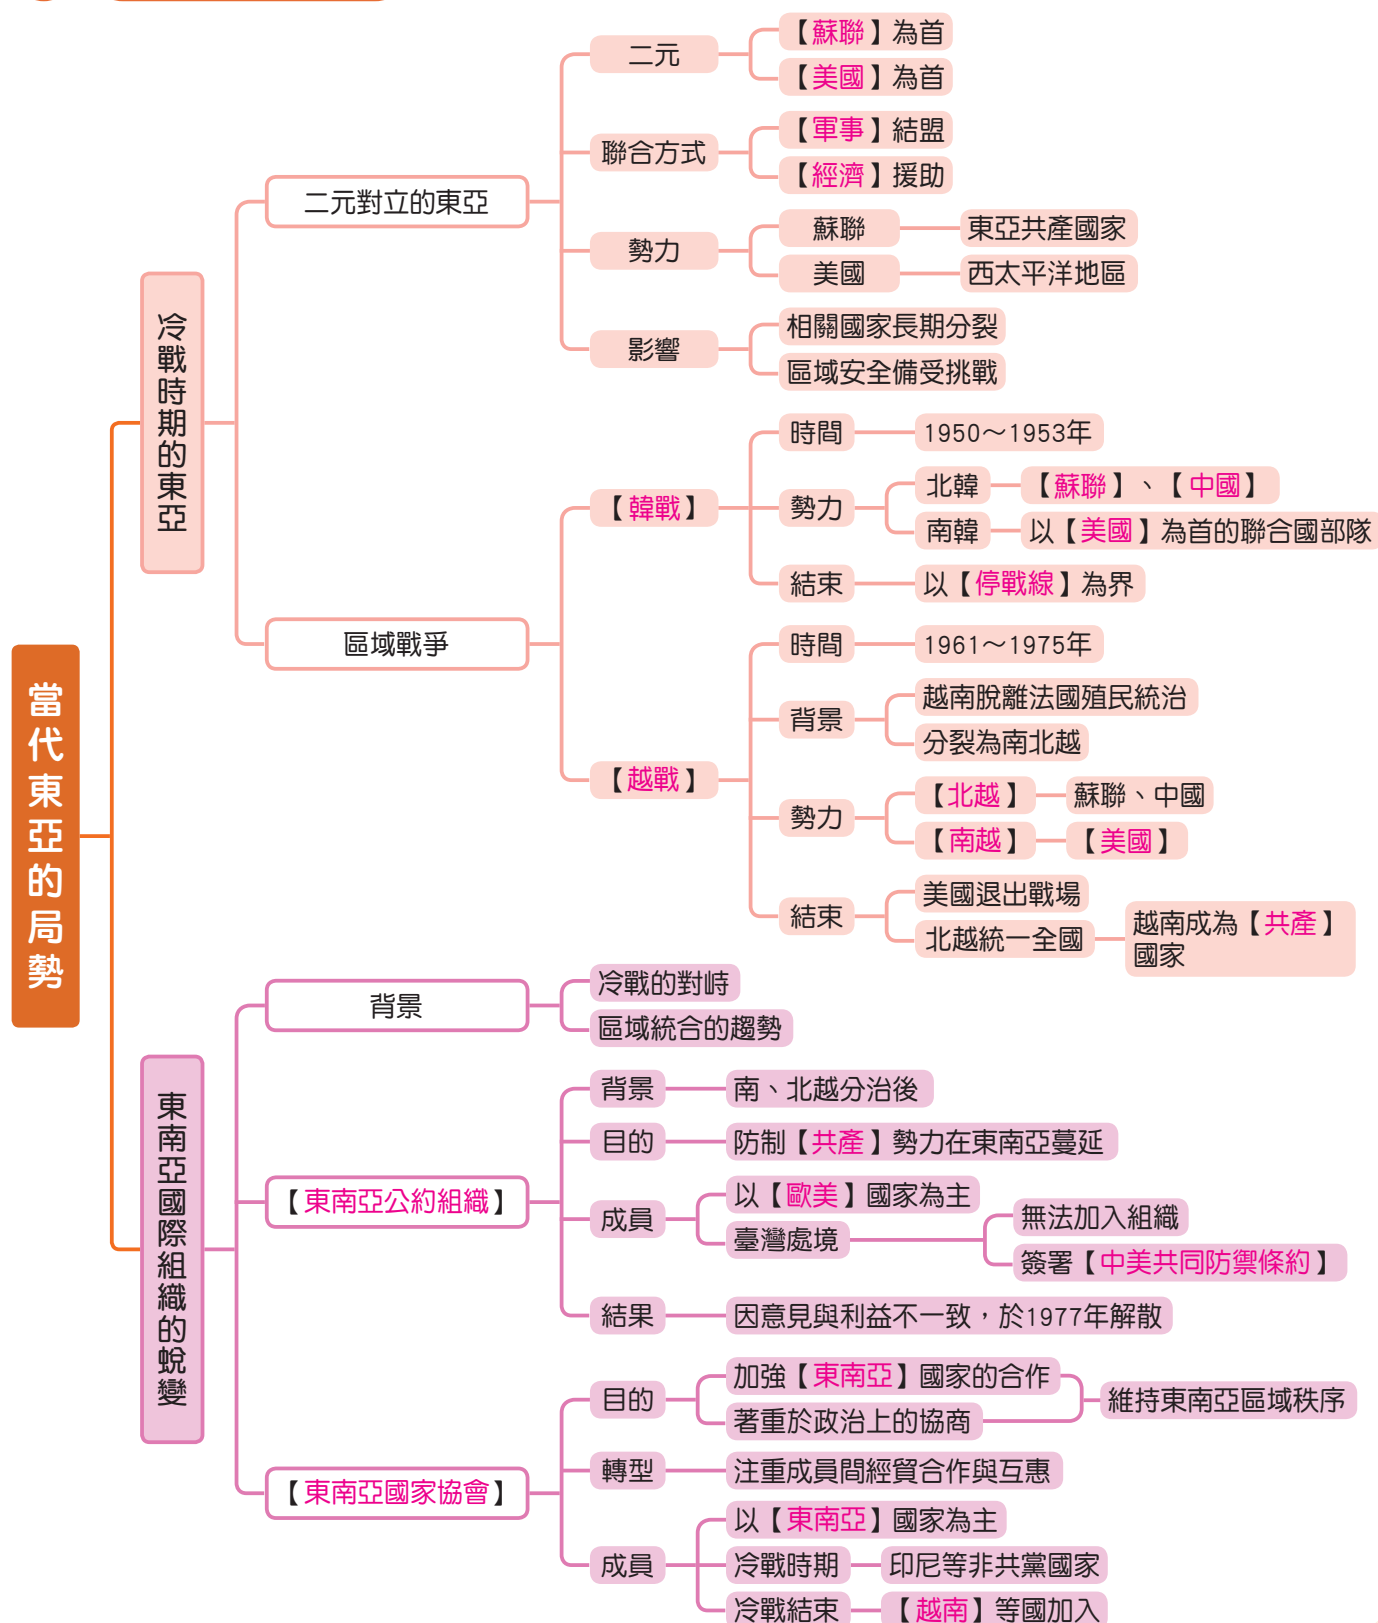 當代東亞的局勢
冷戰時期的東亞
二元對立的東亞
二元
【蘇聯】為首
【美國】為首
聯合方式
【軍事】結盟
【經濟】援助
勢力
蘇聯
東亞共產國家
美國
西太平洋地區
影響
相關國家長期分裂
區域安全備受挑戰
區域戰爭
【韓戰】
時間
1950～1953年
勢力
北韓
【蘇聯】、【中國】
南韓
以【美國】為首的聯合國部隊
結束
以【停戰線】為界
【越戰】
時間
1961～1975年
背景
越南脫離法國殖民統治
分裂為南北越
勢力
【北越】
蘇聯、中國
【南越】
【美國】
結束
美國退出戰場
北越統一全國
越南成為【共產】
國家
東南亞國際組織的蛻變
背景
冷戰的對峙
區域統合的趨勢
【東南亞公約組織】
背景
南、北越分治後
目的
防制【共產】勢力在東南亞蔓延
成員
以【歐美】國家為主
臺灣處境
無法加入組織
簽署【中美共同防禦條約】
結果
因意見與利益不一致，於1977年解散
【東南亞國家協會】
目的
加強【東南亞】國家的合作
著重於政治上的協商
維持東南亞區域秩序
轉型
注重成員間經貿合作與互惠
成員
以【東南亞】國家為主
冷戰時期
印尼等非共黨國家
冷戰結束
【越南】等國加入